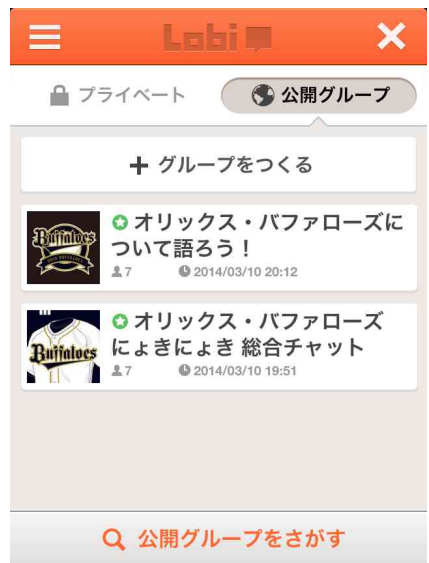 Lobi
プライベート
公開グループ
+ グループをつくる
オリックス・バファローズに
ついて語ろう！
7 2014/03/10 20:12
Buffaloes
オリックス・バファローズ
にょきにょき 総合チャット
7 2014/03/10 19:51
Buffaloes
公開グループをさがす